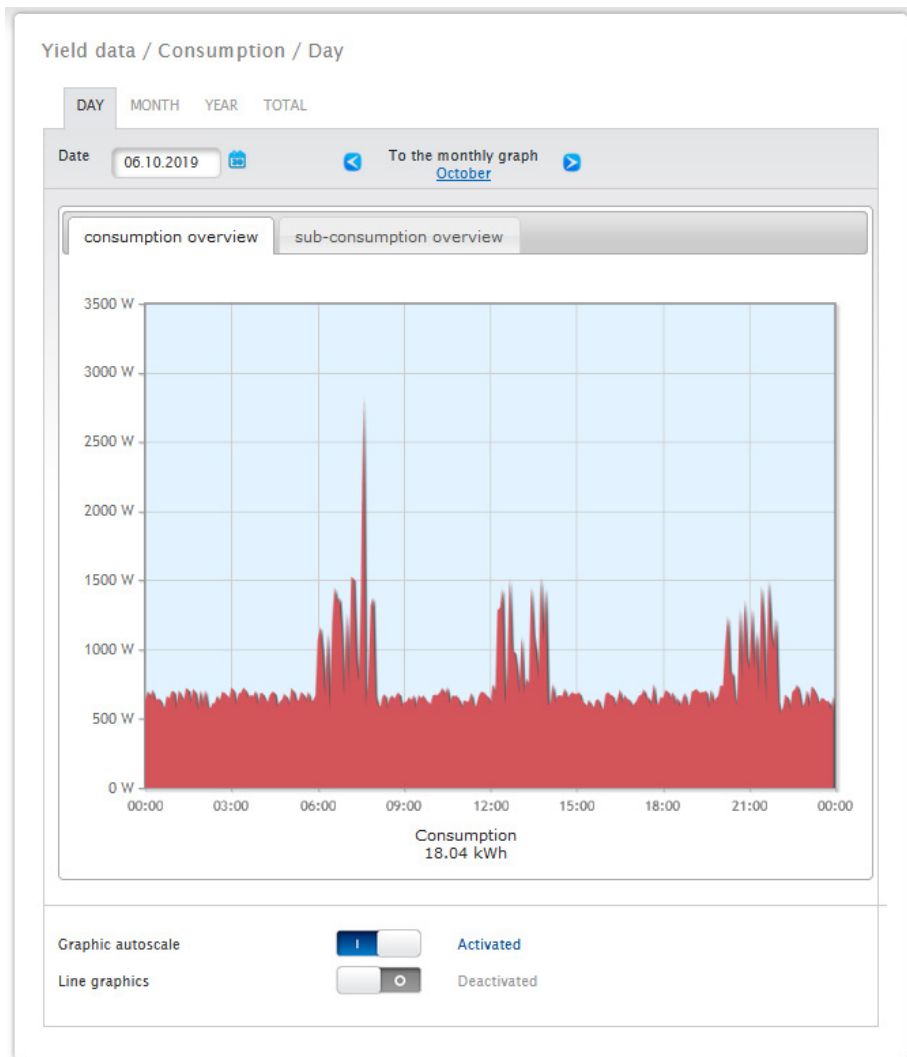 Yield data / Consumption / Day
DAY MONTH YEAR TOTAL
Date 06.10.2019 To the monthly graph
October
consumption overview sub-consumption overview
3500 W
3000 W
2500 W
2000 W
1500 W
1000 W
500 W
0 W
00:00 03:00 06:00 09:00 12:00 15:00 18:00 21:00 00:00
Consumption
18.04 kWh
Graphic autoscale I Activated
Line graphics O Deactivated